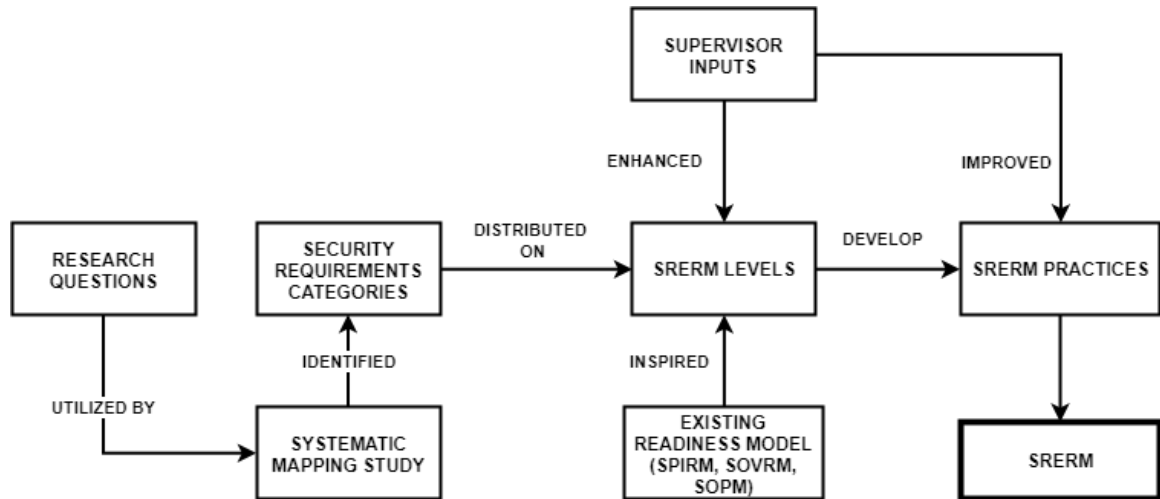 SUPERVISOR
INPUTS
ENHANCED
IMPROVED
RESEARCH
QUESTIONS
SECURITY
REQUIREMENTS
CATEGORIES
DISTRIBUTED
ON
SRERM LEVELS
DEVELOP
SRERM PRACTICES
IDENTIFIED
INSPIRED
UTILIZED BY
SYSTEMATIC
MAPPING STUDY
EXISTING
READINESS MODEL
(SPIRM, SOVRM,
SOPM)
SRERM